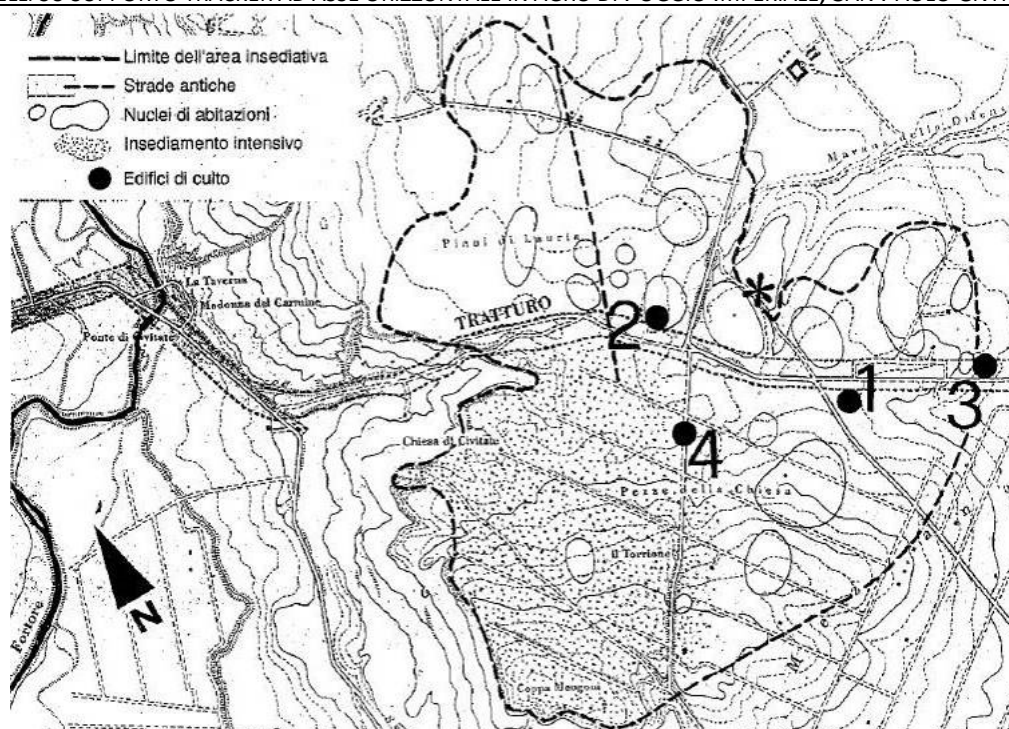 Limite dell'area insediativa
Strade antiche
Nuclei di abitazioni
Insediamento intensivo
Edifici di culto
Pinoi di Lauria
La Taverna
Madonna del Carmine
TRATTURO
Ponte di Civitate
*
2
1
3
Chiesa di Civitate
4
Pezze della Chiesa
il Torrione
N
Fortore
Coppa Mengoni